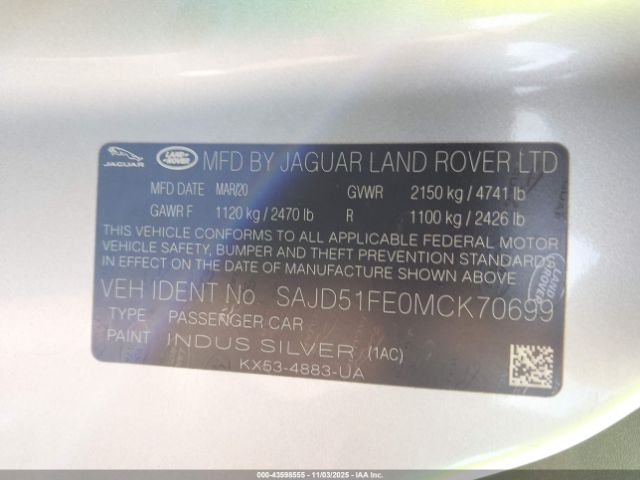 JAGUAR LAND ROVER MFD BY JAGUAR LAND ROVER LTD
MFD DATE MAR/20 GVWR 2150 kg / 4741 lb
GAWR F 1120 kg / 2470 lb R 1100 kg / 2426 lb
THIS VEHICLE CONFORMS TO ALL APPLICABLE FEDERAL MOTOR
VEHICLE SAFETY, BUMPER AND THEFT PREVENTION STANDARDS
IN EFFECT ON THE DATE OF MANUFACTURE SHOWN ABOVE
VEH IDENT No. SAJD51FE0MCK70699
TYPE PASSENGER CAR
PAINT INDUS SILVER (1AC)
KX53-4883-UA
LAND ROVER
00-43598555 - 11/03/2025 - IAA